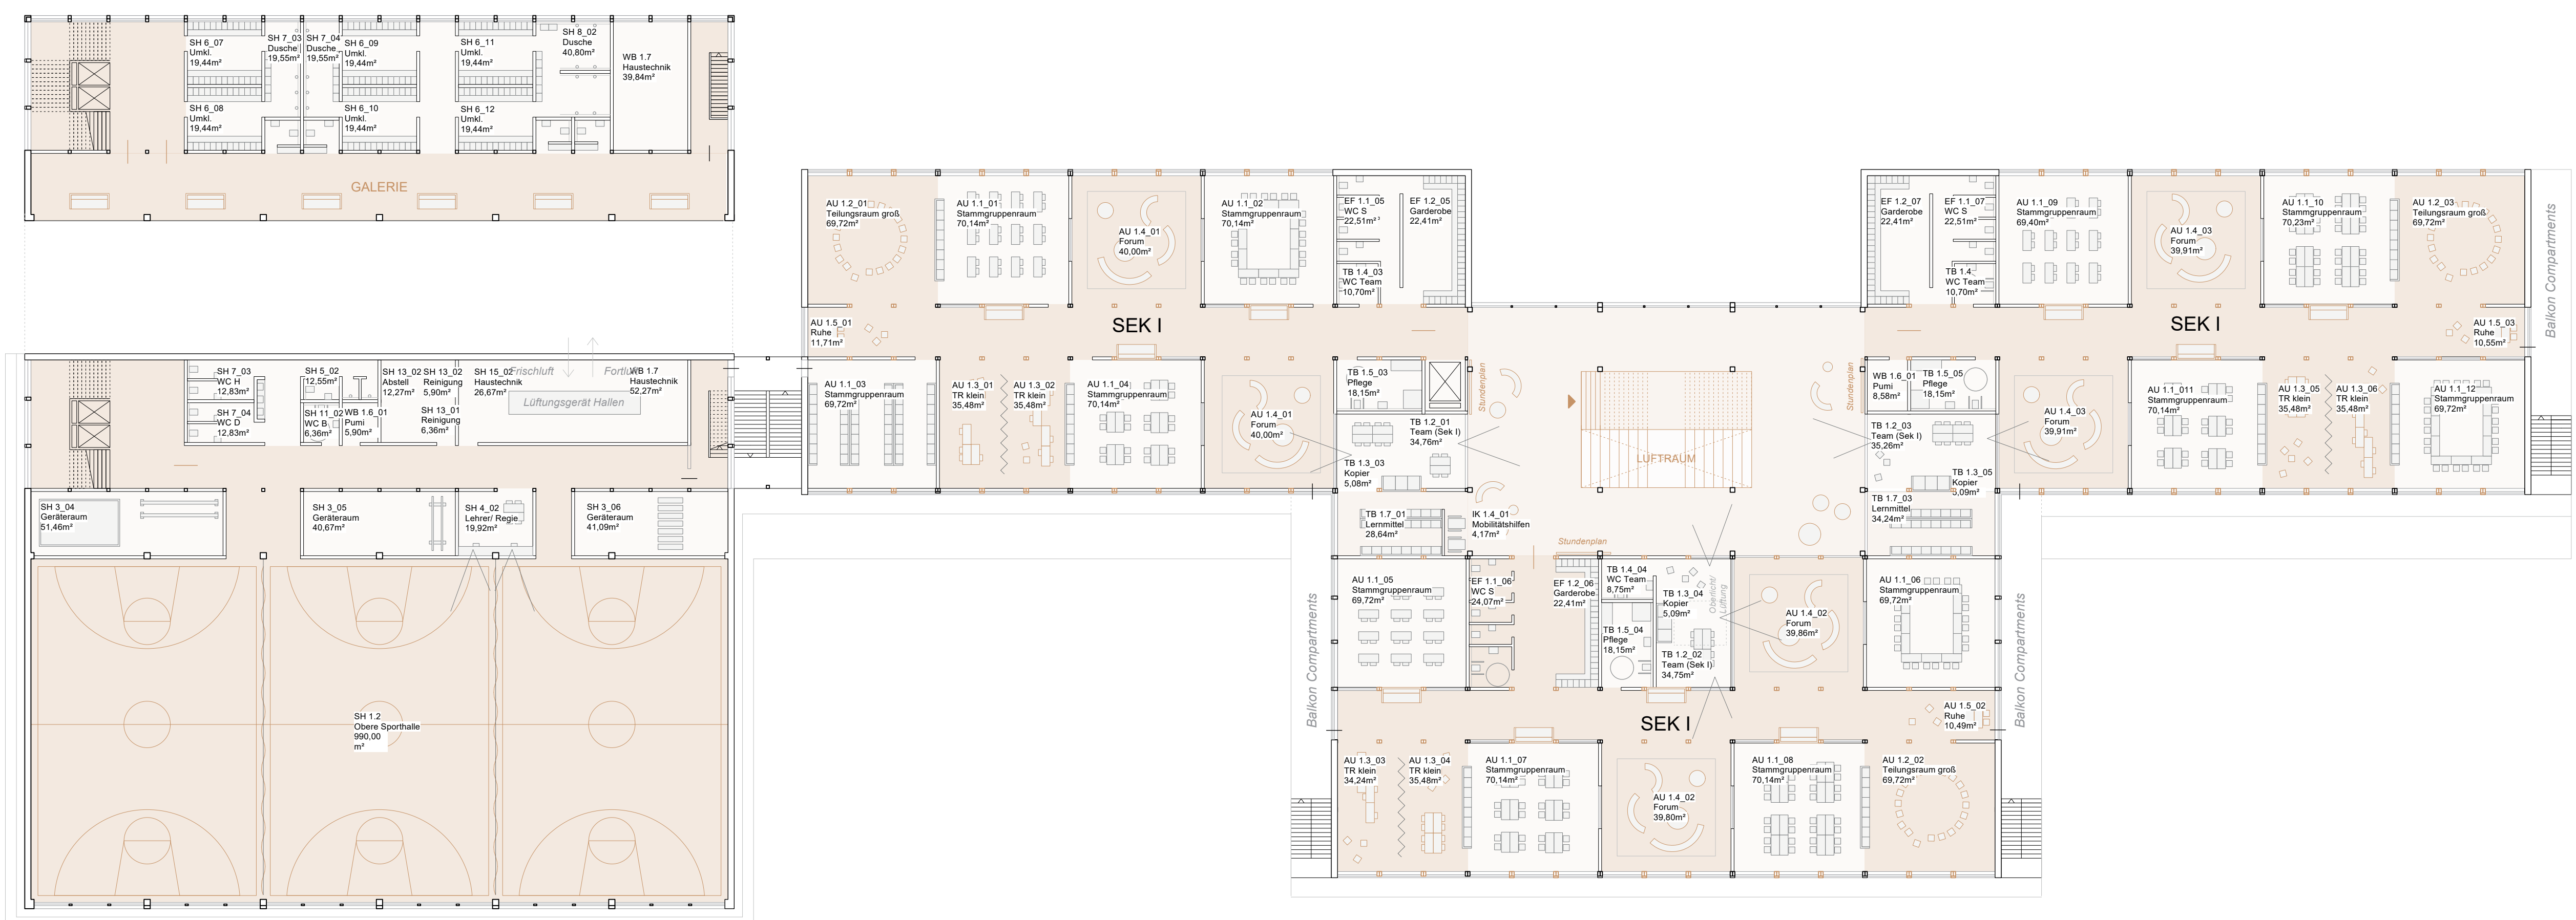 SH 6_07
Umkl.
19,44m²
SH 7_03
Dusche
19,55m²
SH 7_04
Dusche
19,55m²
SH 6_09
Umkl.
19,44m²
SH 6_11
Umkl.
19,44m²
SH 8_02
Dusche
40,80m²
WB 1.7
Haustechnik
39,84m²
SH 6_08
Umkl.
19,44m²
SH 6_10
Umkl.
19,44m²
SH 6_12
Umkl.
19,44m²
GALERIE
SH 7_03
WC H
12,83m²
SH 7_04
WC D
12,83m²
SH 5_02
12,55m²
SH 11_02
WC B
6,36m²
WB 1.6_01
Pumi
5,90m²
SH 13_02
Abstell
12,27m²
SH 13_02
Reinigung
5,90m²
SH 13_01
Reinigung
6,36m²
SH 15_02
Haustechnik
26,67m²
Frischluft
Fortluft
Lüftungsgerät Hallen
WB 1.7
Haustechnik
52,27m²
SH 3_04
Geräteraum
51,46m²
SH 3_05
Geräteraum
40,67m²
SH 4_02
Lehrer/ Regie
19,92m²
SH 3_06
Geräteraum
41,09m²
SH 1.2
Obere Sporthalle
990,00
m²
AU 1.2_01
Teilungsraum groß
69,72m²
AU 1.1_01
Stammgruppenraum
70,14m²
AU 1.4_01
Forum
40,00m²
AU 1.1_02
Stammgruppenraum
70,14m²
EF 1.1_05
WC S
22,51m²
EF 1.2_05
Garderobe
22,41m²
TB 1.4_03
WC Team
10,70m²
AU 1.5_01
Ruhe
11,71m²
SEK I
AU 1.1_03
Stammgruppenraum
69,72m²
AU 1.3_01
TR klein
35,48m²
AU 1.3_02
TR klein
35,48m²
AU 1.1_04
Stammgruppenraum
70,14m²
AU 1.4_01
Forum
40,00m²
TB 1.5_03
Pflege
18,15m²
TB 1.2_01
Team (Sek I)
34,76m²
TB 1.3_03
Kopier
5,08m²
TB 1.7_01
Lernmittel
28,64m²
IK 1.4_01
Mobilitätshilfen
4,17m²
Stundenplan
LUFTRAUM
Stundenplan
Stundenplan
EF 1.2_07
Garderobe
22,41m²
EF 1.1_07
WC S
22,51m²
TB 1.4
WC Team
10,70m²
AU 1.1_09
Stammgruppenraum
69,40m²
AU 1.4_03
Forum
39,91m²
AU 1.1_10
Stammgruppenraum
70,23m²
AU 1.2_03
Teilungsraum groß
69,72m²
Balkon Compartments
SEK I
AU 1.5_03
Ruhe
10,55m²
WB 1.6_01
Pumi
8,58m²
TB 1.5_05
Pflege
18,15m²
TB 1.2_03
Team (Sek I)
35,26m²
TB 1.3_05
Kopier
5,09m²
TB 1.7_03
Lernmittel
34,24m²
AU 1.4_03
Forum
39,91m²
AU 1.1_011
Stammgruppenraum
70,14m²
AU 1.3_05
TR klein
35,48m²
AU 1.3_06
TR klein
35,48m²
AU 1.1_12
Stammgruppenraum
69,72m²
AU 1.1_05
Stammgruppenraum
69,72m²
EF 1.1_06
WC S
24,07m²
EF 1.2_06
Garderobe
22,41m²
TB 1.4_04
WC Team
8,75m²
TB 1.3_04
Kopier
5,09m²
Oberlicht/
Lüftung
TB 1.5_04
Pflege
18,15m²
TB 1.2_02
Team (Sek I)
34,75m²
AU 1.4_02
Forum
39,86m²
AU 1.1_06
Stammgruppenraum
69,72m²
Balkon Compartments
Balkon Compartments
SEK I
AU 1.5_02
Ruhe
10,49m²
AU 1.3_03
TR klein
34,24m²
AU 1.3_04
TR klein
35,48m²
AU 1.1_07
Stammgruppenraum
70,14m²
AU 1.4_02
Forum
39,80m²
AU 1.1_08
Stammgruppenraum
70,14m²
AU 1.2_02
Teilungsraum groß
69,72m²